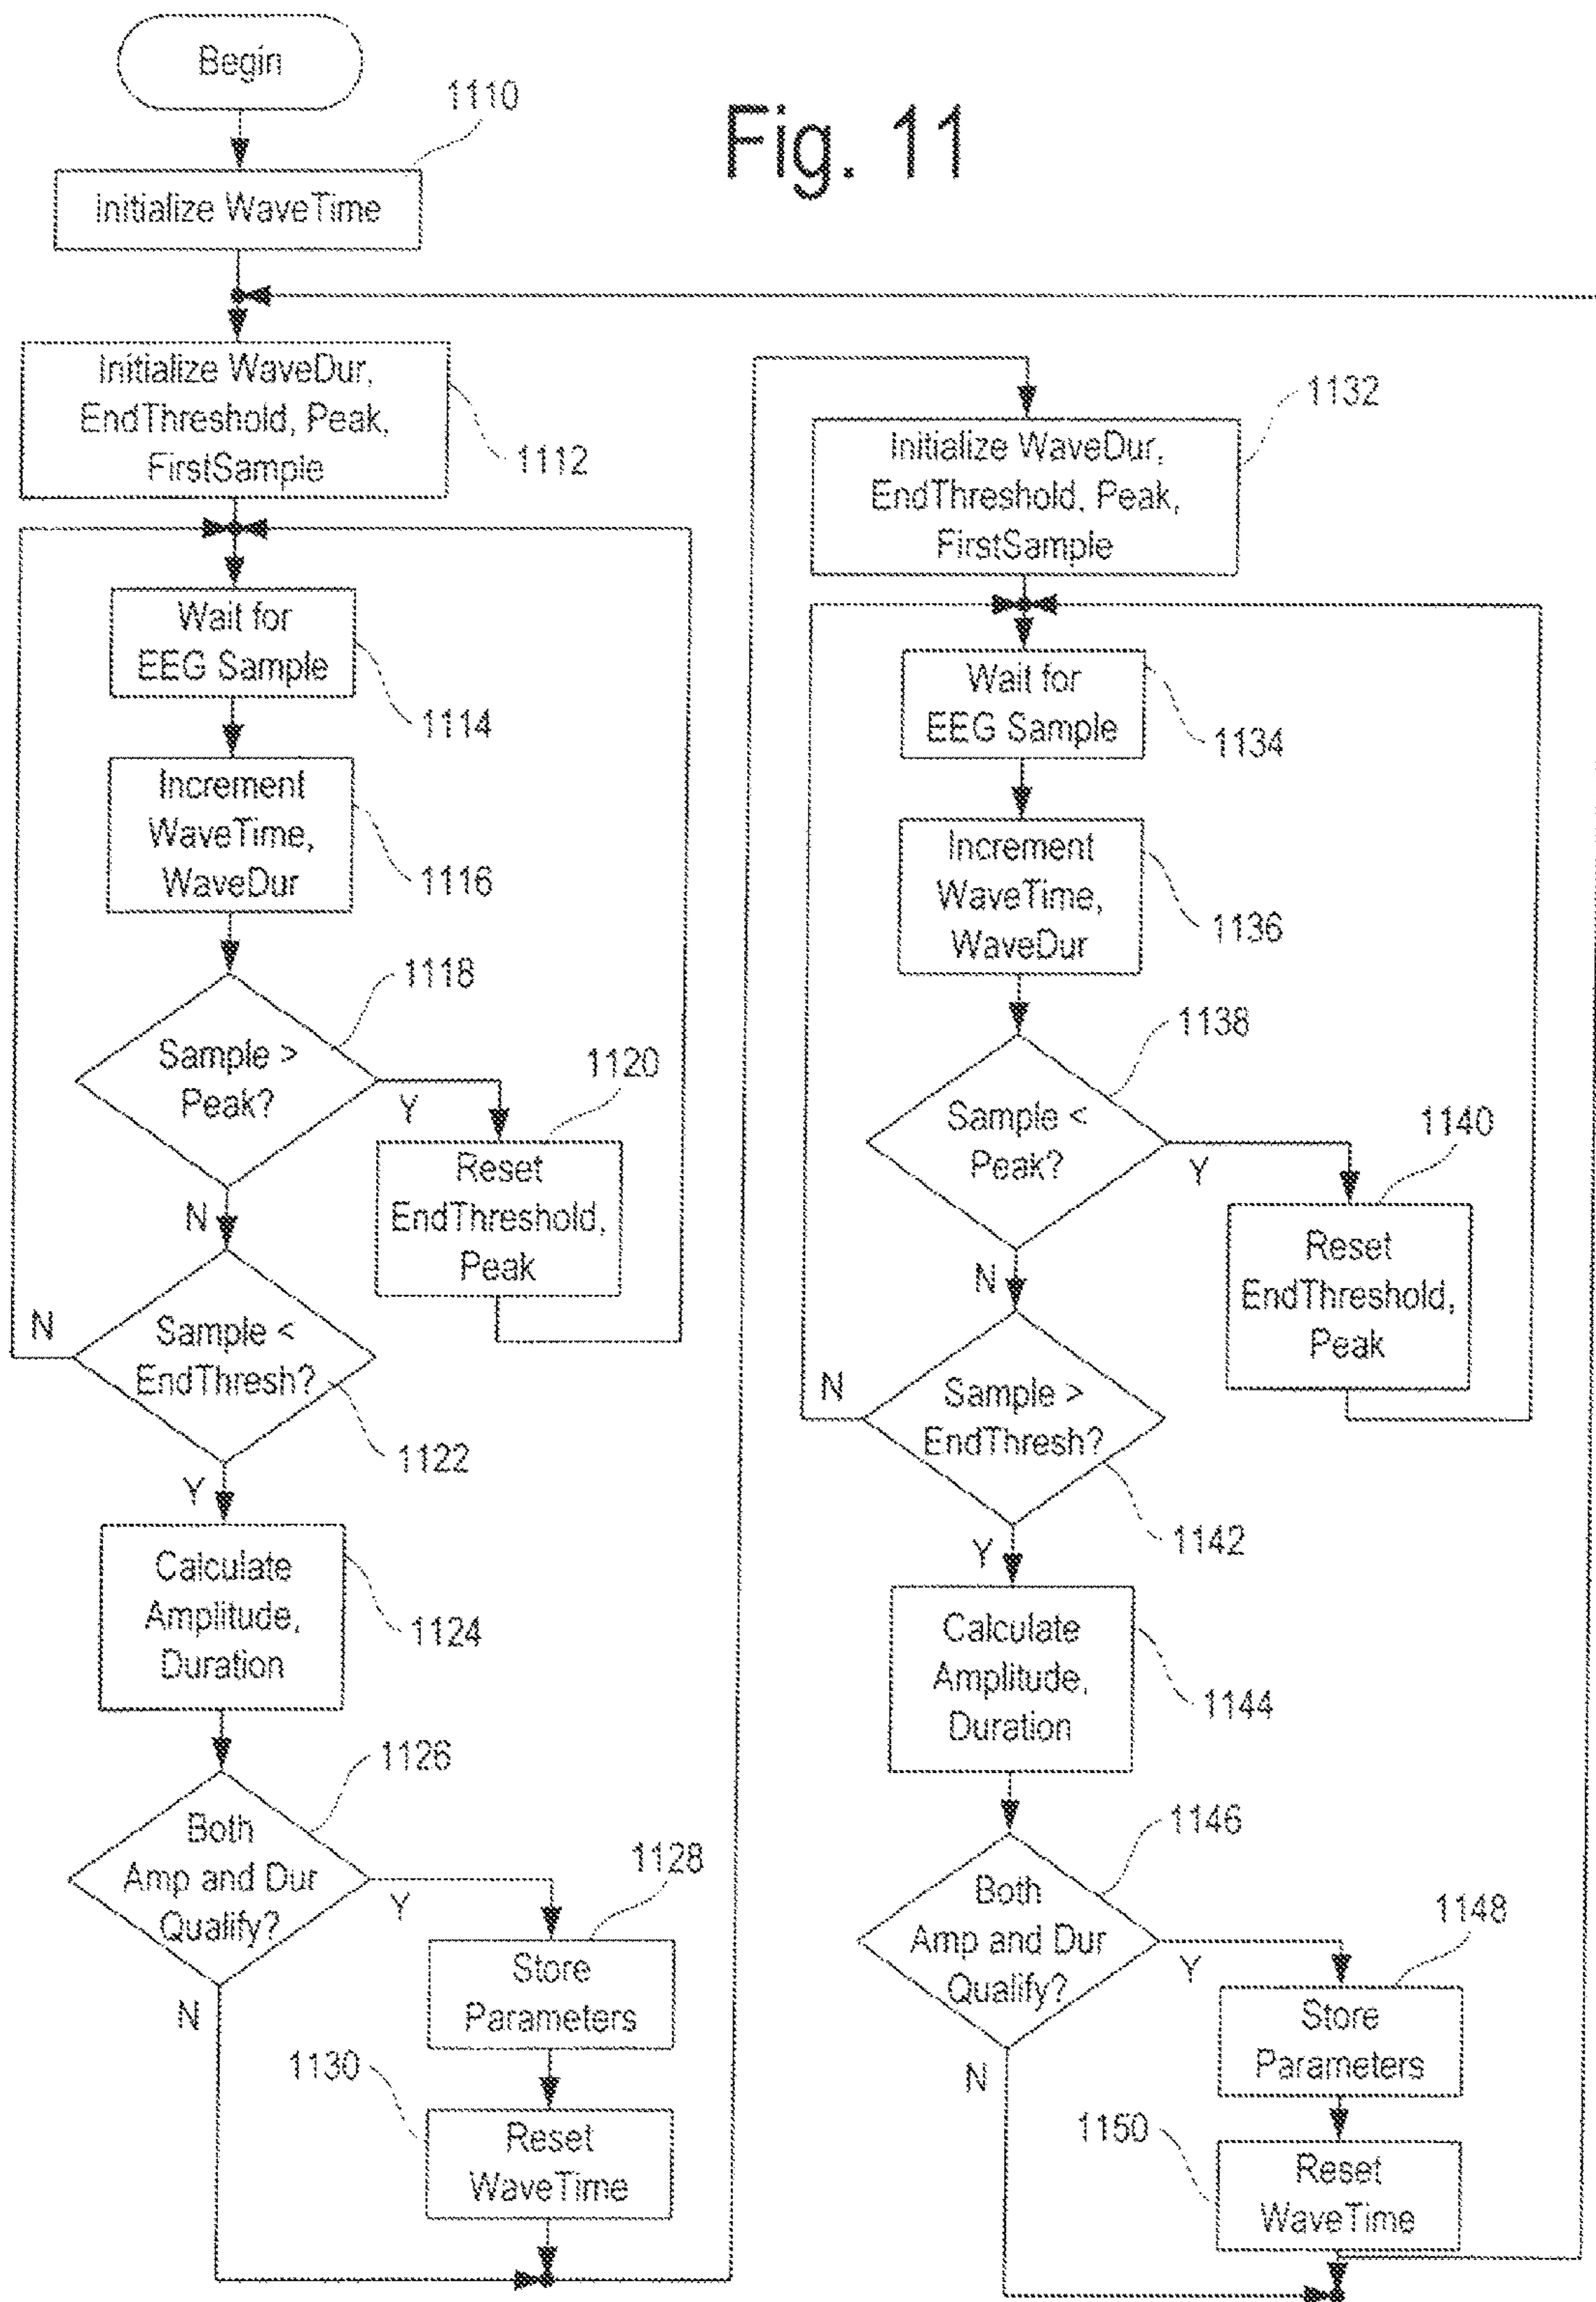 Fig. 11
Begin
1110
Initialize WaveTime
Initialize WaveDur,
EndThreshold, Peak,
FirstSample
1112
Wait for
EEG Sample
1114
Increment
WaveTime,
WaveDur
1116
1118
Sample >
Peak?
Y
N
1120
Reset
EndThreshold,
Peak
Sample <
EndThresh?
N
1122
Y
Calculate
Amplitude,
Duration
1124
1126
Both
Amp and Dur
Qualify?
Y
N
1128
Store
Parameters
1130
Reset
WaveTime
1132
Initialize WaveDur,
EndThreshold, Peak,
FirstSample
Wait for
EEG Sample
1134
Increment
WaveTime,
WaveDur
1136
1138
Sample <
Peak?
Y
N
1140
Reset
EndThreshold,
Peak
Sample >
EndThresh?
N
1142
Y
Calculate
Amplitude,
Duration
1144
1146
Both
Amp and Dur
Qualify?
Y
N
1148
Store
Parameters
1150
Reset
WaveTime